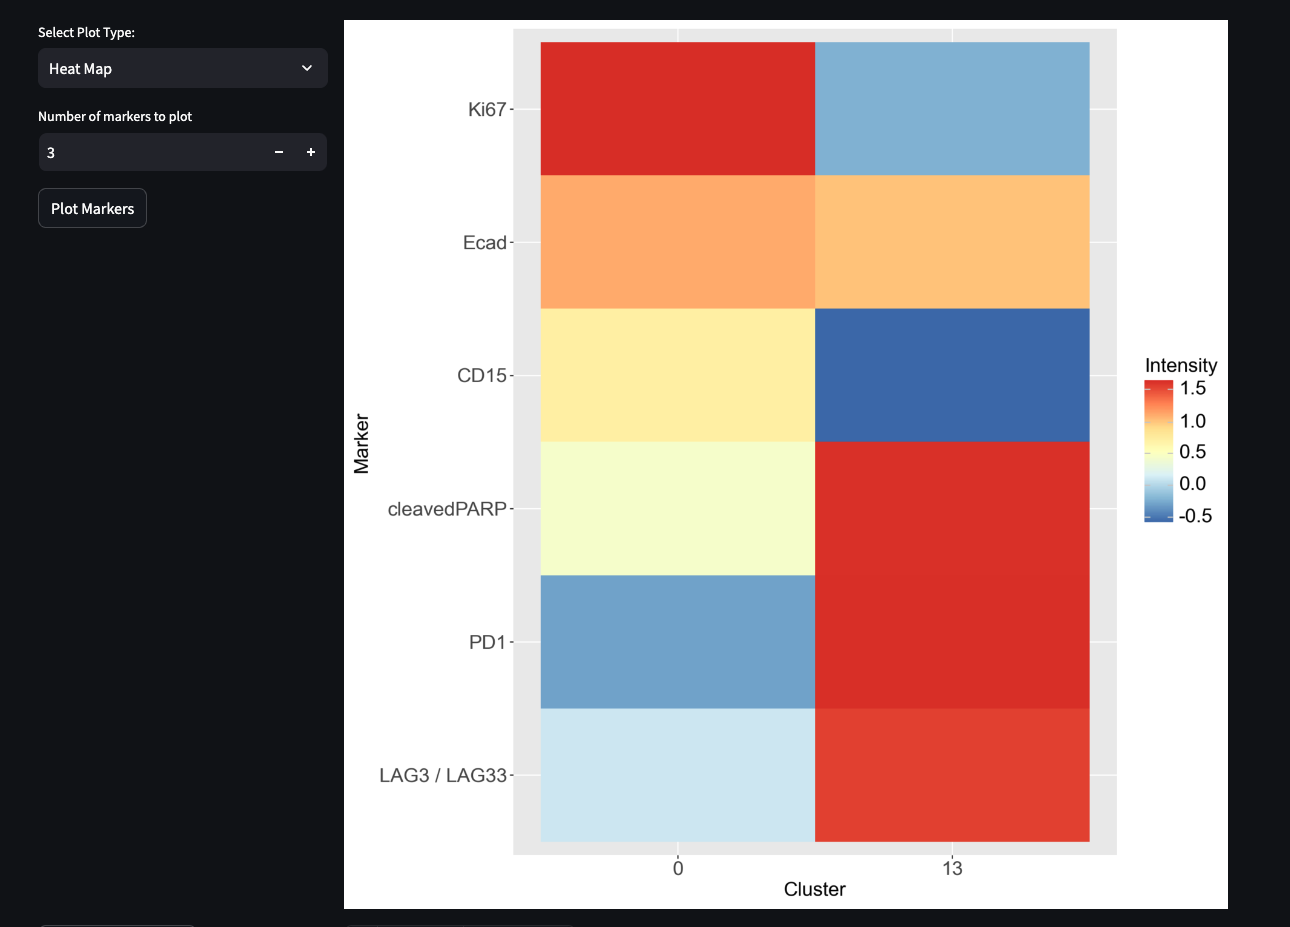 Select Plot Type:
Heat Map
Number of markers to plot
3
− +
Plot Markers
Marker
Ki67
Ecad
CD15
cleavedPARP
PD1
LAG3 / LAG33
0 13
Cluster
Intensity
1.5
1.0
0.5
0.0
-0.5